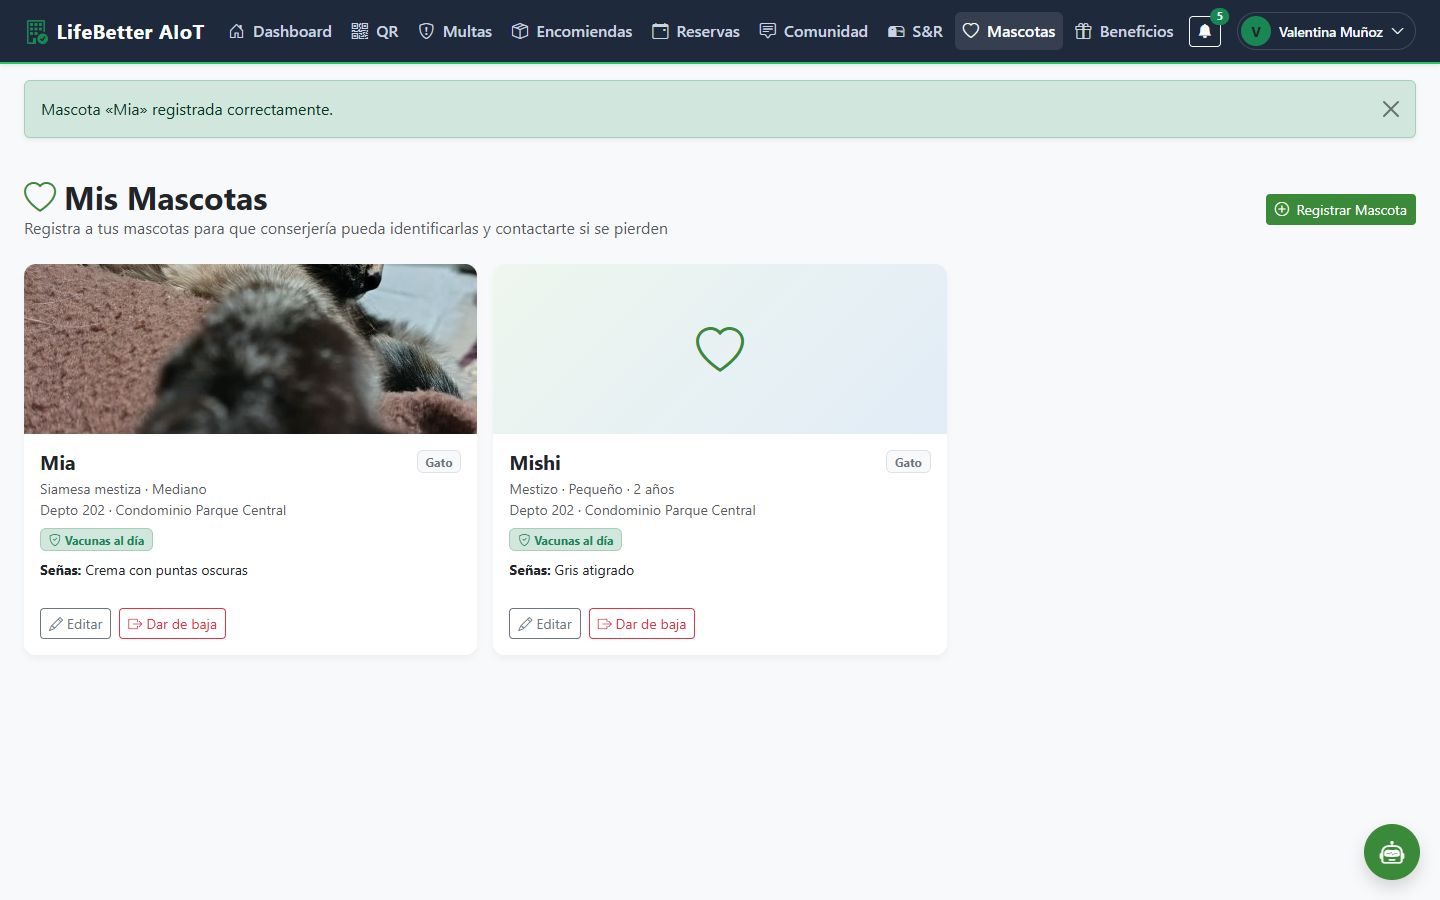 LifeBetter AIoT Dashboard QR Multas Encomiendas Reservas Comunidad S&R Mascotas Beneficios 5 V Valentina Muñoz
Mascota «Mia» registrada correctamente.
Mis Mascotas
Registra a tus mascotas para que conserjería pueda identificarlas y contactarte si se pierden
Registrar Mascota
Mia Gato
Siamesa mestiza · Mediano
Depto 202 · Condominio Parque Central
Vacunas al día
Señas: Crema con puntas oscuras
Editar Dar de baja
Mishi Gato
Mestizo · Pequeño · 2 años
Depto 202 · Condominio Parque Central
Vacunas al día
Señas: Gris atigrado
Editar Dar de baja